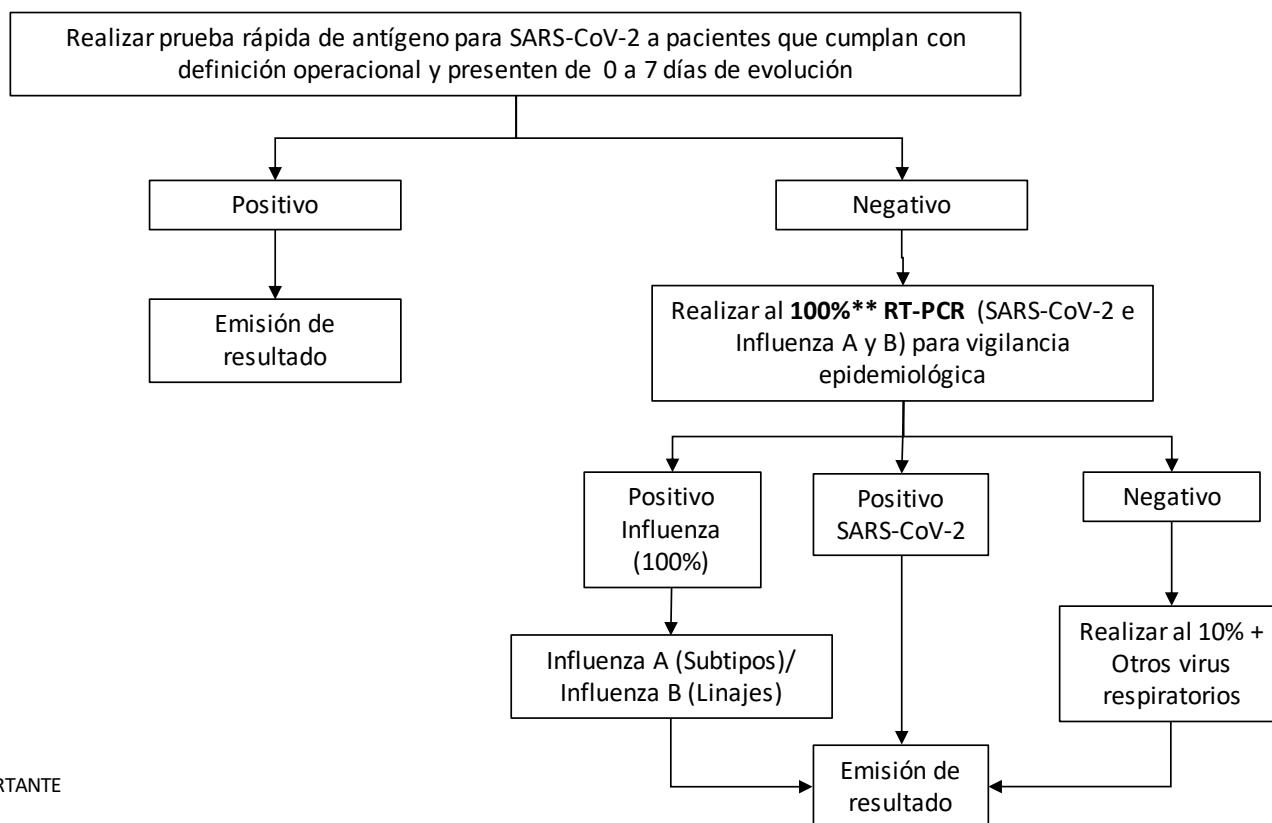 Realizar prueba rápida de antígeno para SARS-CoV-2 a pacientes que cumplan con
definición operacional y presenten de 0 a 7 días de evolución
Positivo
Negativo
Emisión de
resultado
Realizar al 100%** RT-PCR (SARS-CoV-2 e
Influenza A y B) para vigilancia
epidemiológica
Positivo
Influenza
(100%)
Positivo
SARS-CoV-2
Negativo
Influenza A (Subtipos)/
Influenza B (Linajes)
Realizar al 10% +
Otros virus
respiratorios
Emisión de
resultado
RTANTE